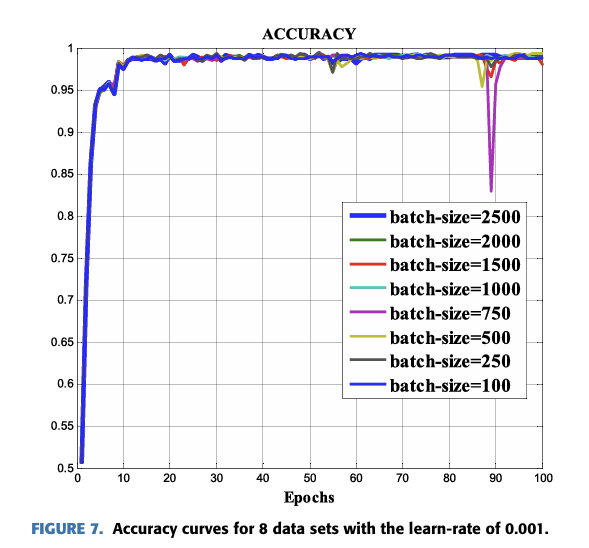 ACCURACY
1
0.95
0.9
0.85
0.8
0.75
0.7
0.65
0.6
0.55
0.5
batch-size=2500
batch-size=2000
batch-size=1500
batch-size=1000
batch-size=750
batch-size=500
batch-size=250
batch-size=100
0 10 20 30 40 50 60 70 80 90 100
Epochs
FIGURE 7. Accuracy curves for 8 data sets with the learn-rate of 0.001.